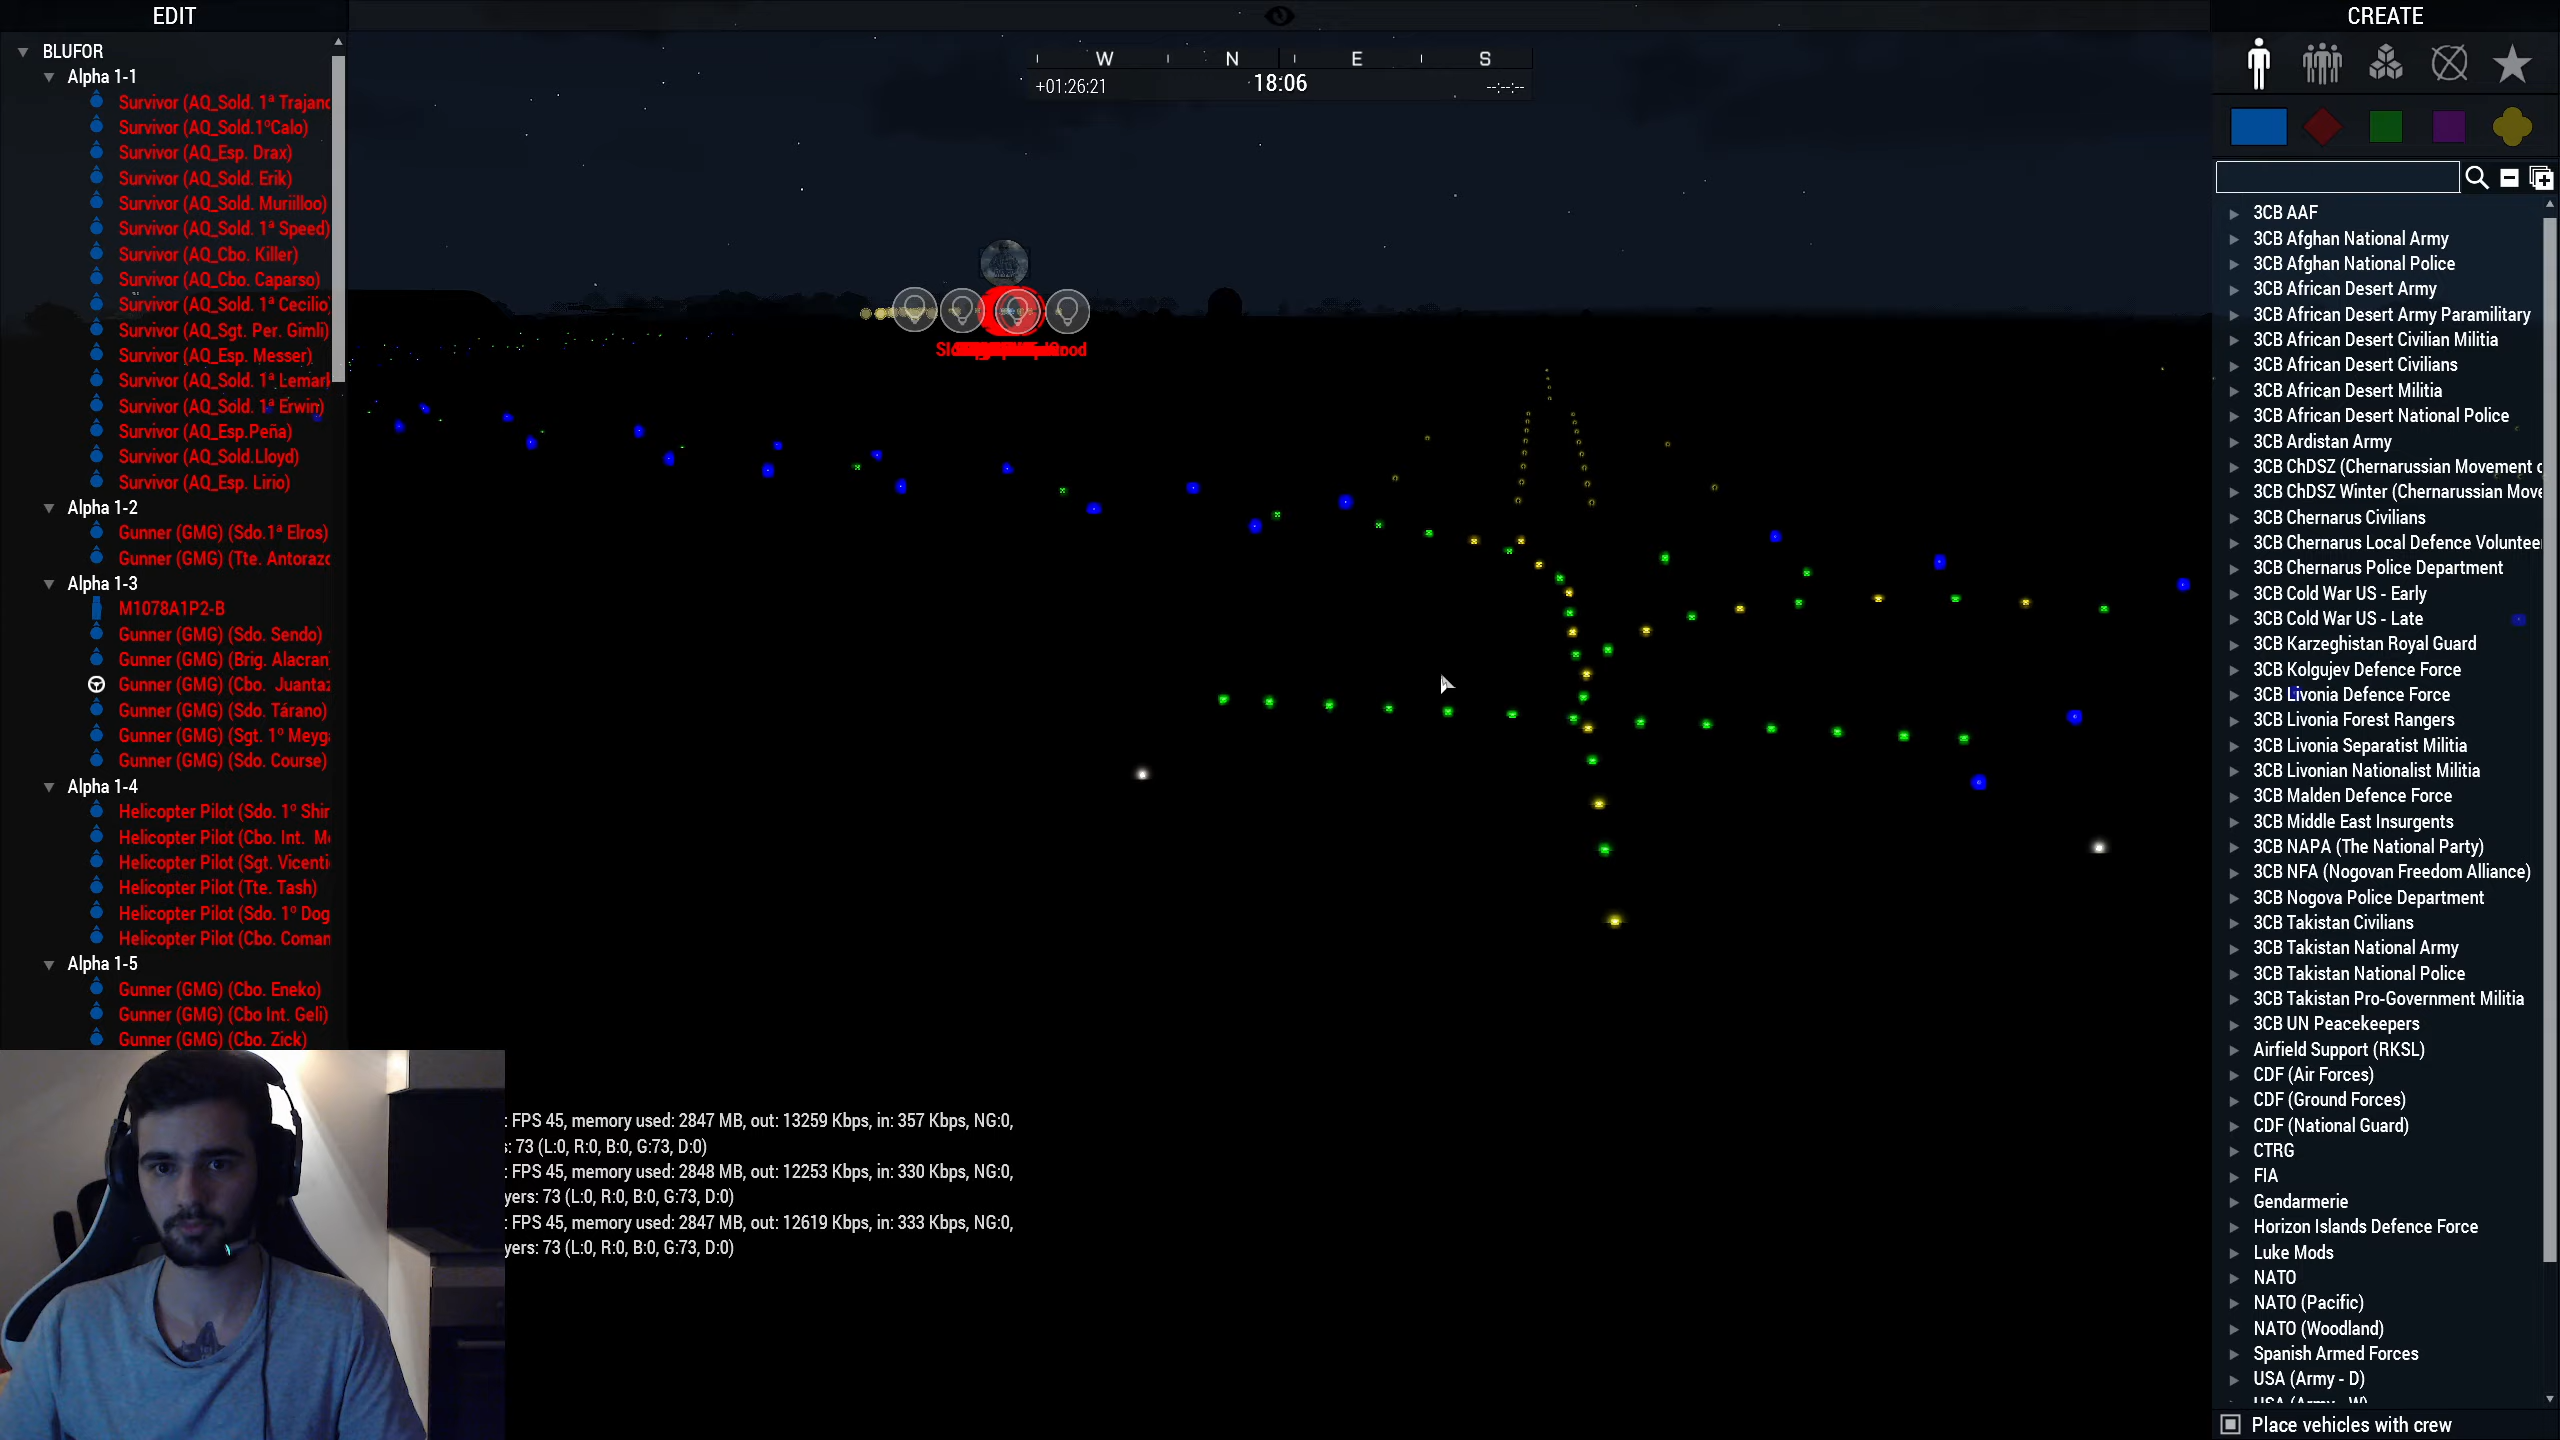 EDIT
BLUFOR
Alpha 1-1
Survivor (AQ_Sold. 1ª Trajano
Survivor (AQ_Sold.1ºCalo)
Survivor (AQ_Esp. Drax)
Survivor (AQ_Sold. Erik)
Survivor (AQ_Sold. Muriilloo)
Survivor (AQ_Sold. 1ª Speed)
Survivor (AQ_Cbo. Killer)
Survivor (AQ_Cbo. Caparso)
Survivor (AQ_Sold. 1ª Cecilio)
Survivor (AQ_Sgt. Per. Gimli)
Survivor (AQ_Esp. Messer)
Survivor (AQ_Sold. 1ª Lemark
Survivor (AQ_Sold. 1ª Erwin)
Survivor (AQ_Esp.Peña)
Survivor (AQ_Sold.Lloyd)
Survivor (AQ_Esp. Lirio)
Alpha 1-2
Gunner (GMG) (Sdo.1ª Elros)
Gunner (GMG) (Tte. Antorazo
Alpha 1-3
M1078A1P2-B
Gunner (GMG) (Sdo. Sendo)
Gunner (GMG) (Brig. Alacran)
Gunner (GMG) (Cbo. Juantaz
Gunner (GMG) (Sdo. Tárano)
Gunner (GMG) (Sgt. 1º Meyga
Gunner (GMG) (Sdo. Course)
Alpha 1-4
Helicopter Pilot (Sdo. 1º Shir
Helicopter Pilot (Cbo. Int. Me
Helicopter Pilot (Sgt. Vicenti
Helicopter Pilot (Tte. Tash)
Helicopter Pilot (Sdo. 1º Dog
Helicopter Pilot (Cbo. Coman
Alpha 1-5
Gunner (GMG) (Cbo. Eneko)
Gunner (GMG) (Cbo Int. Geli)
Gunner (GMG) (Cbo. Zick)
W N E S
+01:26:21 18:06 --:--:--
: FPS 45, memory used: 2847 MB, out: 13259 Kbps, in: 357 Kbps, NG:0,
s: 73 (L:0, R:0, B:0, G:73, D:0)
: FPS 45, memory used: 2848 MB, out: 12253 Kbps, in: 330 Kbps, NG:0,
yers: 73 (L:0, R:0, B:0, G:73, D:0)
: FPS 45, memory used: 2847 MB, out: 12619 Kbps, in: 333 Kbps, NG:0,
yers: 73 (L:0, R:0, B:0, G:73, D:0)
CREATE
3CB AAF
3CB Afghan National Army
3CB Afghan National Police
3CB African Desert Army
3CB African Desert Army Paramilitary
3CB African Desert Civilian Militia
3CB African Desert Civilians
3CB African Desert Militia
3CB African Desert National Police
3CB Ardistan Army
3CB ChDSZ (Chernarussian Movement o
3CB ChDSZ Winter (Chernarussian Move
3CB Chernarus Civilians
3CB Chernarus Local Defence Voluntee
3CB Chernarus Police Department
3CB Cold War US - Early
3CB Cold War US - Late
3CB Karzeghistan Royal Guard
3CB Kolgujev Defence Force
3CB Livonia Defence Force
3CB Livonia Forest Rangers
3CB Livonia Separatist Militia
3CB Livonian Nationalist Militia
3CB Malden Defence Force
3CB Middle East Insurgents
3CB NAPA (The National Party)
3CB NFA (Nogovan Freedom Alliance)
3CB Nogova Police Department
3CB Takistan Civilians
3CB Takistan National Army
3CB Takistan National Police
3CB Takistan Pro-Government Militia
3CB UN Peacekeepers
Airfield Support (RKSL)
CDF (Air Forces)
CDF (Ground Forces)
CDF (National Guard)
CTRG
FIA
Gendarmerie
Horizon Islands Defence Force
Luke Mods
NATO
NATO (Pacific)
NATO (Woodland)
Spanish Armed Forces
USA (Army - D)
USA (Army - W)
Place vehicles with crew